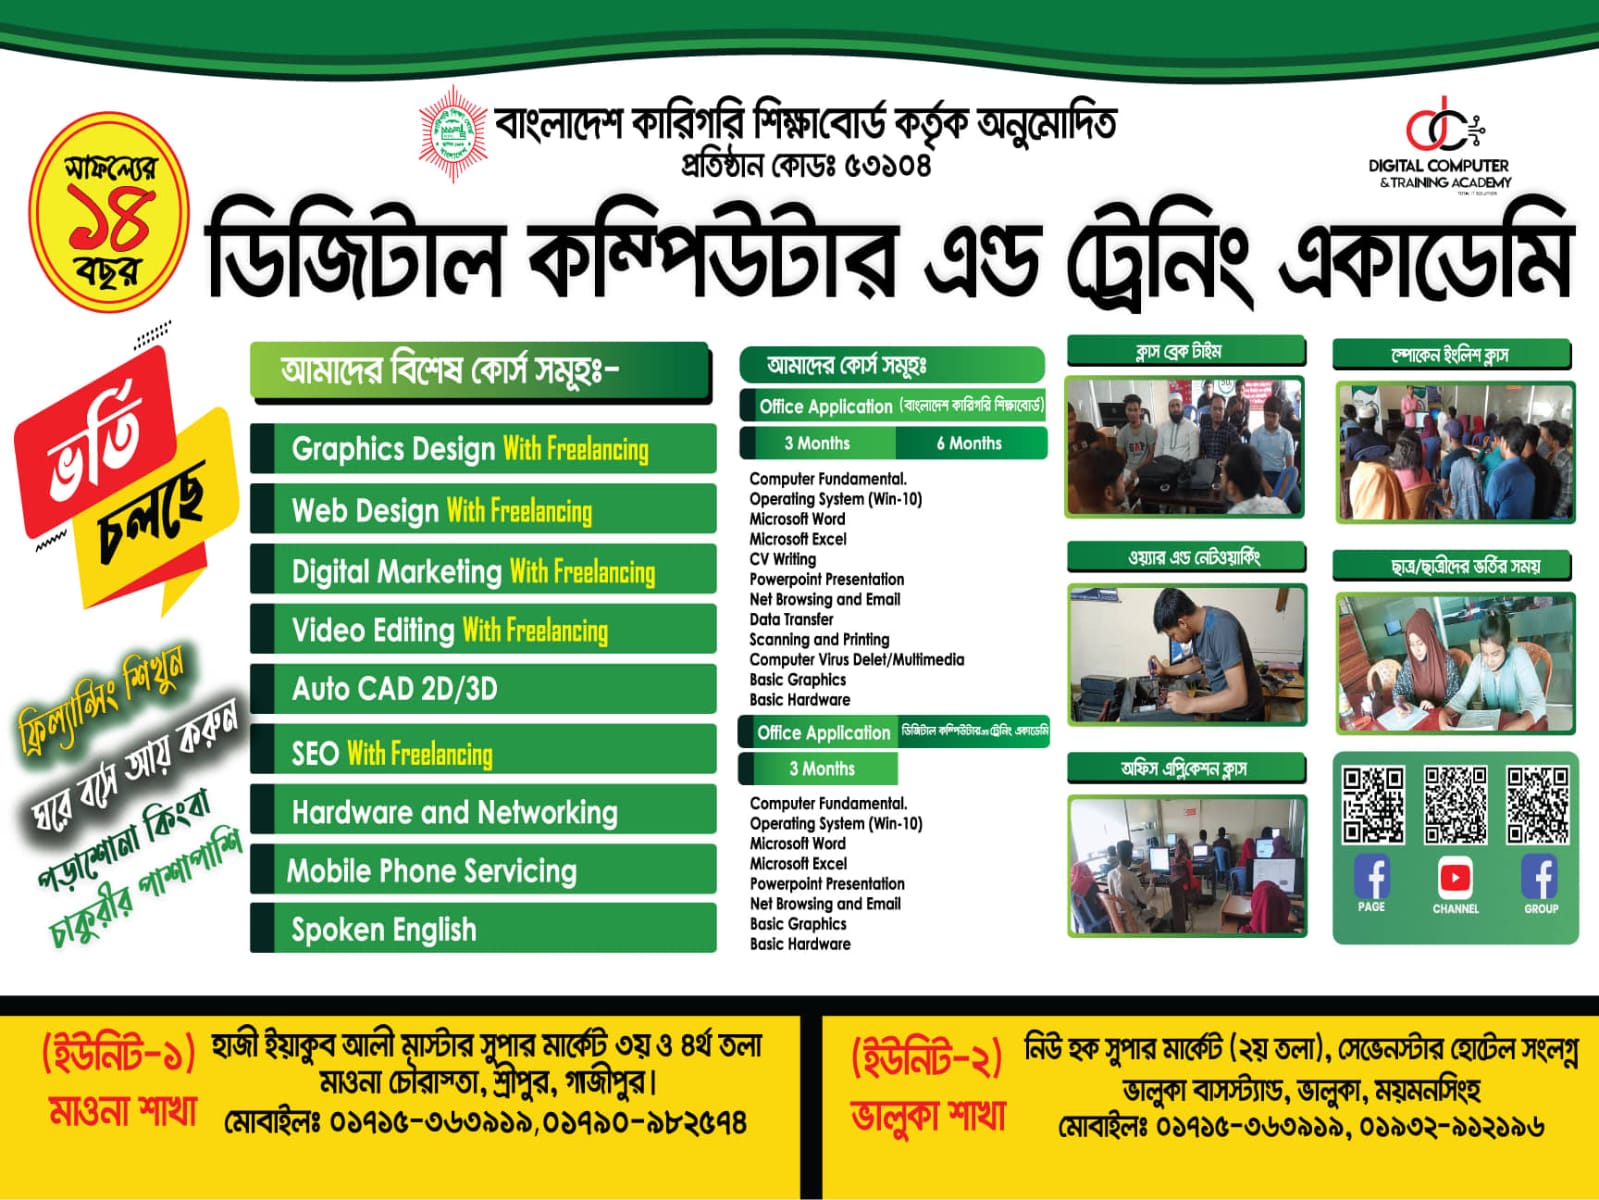 বাংলাদেশ কারিগরি শিক্ষাবোর্ড কর্তৃক অনুমোদিত
প্রতিষ্ঠান কোডঃ ৫৩১০৪
DIGITAL COMPUTER
& TRAINING ACADEMY
সাফল্যের
১৪
বছর
ডিজিটাল কম্পিউটার এণ্ড ট্রেনিং একাডেমি
ভর্তি
চলছে
ফ্রিল্যান্সিং শিখুন
ঘরে বসে আয় করুন
পড়াশোনা কিংবা
চাকুরীর পাশাপাশি
আমাদের বিশেষ কোর্স সমূহঃ-
Graphics Design With Freelancing
Web Design With Freelancing
Digital Marketing With Freelancing
Video Editing With Freelancing
Auto CAD 2D/3D
SEO With Freelancing
Hardware and Networking
Mobile Phone Servicing
Spoken English
আমাদের কোর্স সমূহঃ
Office Application (বাংলাদেশ কারিগরি শিক্ষাবোর্ড)
3 Months 6 Months
Computer Fundamental.
Operating System (Win-10)
Microsoft Word
Microsoft Excel
CV Writing
Powerpoint Presentation
Net Browsing and Email
Data Transfer
Scanning and Printing
Computer Virus Delet/Multimedia
Basic Graphics
Basic Hardware
Office Application ডিজিটাল কম্পিউটার এন্ড ট্রেনিং একাডেমি
3 Months
Computer Fundamental.
Operating System (Win-10)
Microsoft Word
Microsoft Excel
Powerpoint Presentation
Net Browsing and Email
Basic Graphics
Basic Hardware
ক্লাস ব্রেক টাইম
স্পোকেন ইংলিশ ক্লাস
ওয়্যার এন্ড নেটওয়ার্কিং
ছাত্র/ছাত্রীদের ভর্তির সময়
অফিস এপ্লিকেশন ক্লাস
PAGE
CHANNEL
GROUP
(ইউনিট-১)
মাওনা শাখা
হাজী ইয়াকুব আলী মাস্টার সুপার মার্কেট ৩য় ও ৪র্থ তলা
মাওনা চৌরাস্তা, শ্রীপুর, গাজীপুর।
মোবাইলঃ ০১৭১৫-৩৬৩৯১৯,০১৭৯০-৯৮২৫৭৪
(ইউনিট-২)
ভালুকা শাখা
নিউ হক সুপার মার্কেট (২য় তলা), সেভেনস্টার হোটেল সংলগ্ন
ভালুকা বাসস্ট্যান্ড, ভালুকা, ময়মনসিংহ
মোবাইলঃ ০১৭১৫-৩৬৩৯১৯, ০১৯৩২-৯১২১৯৬